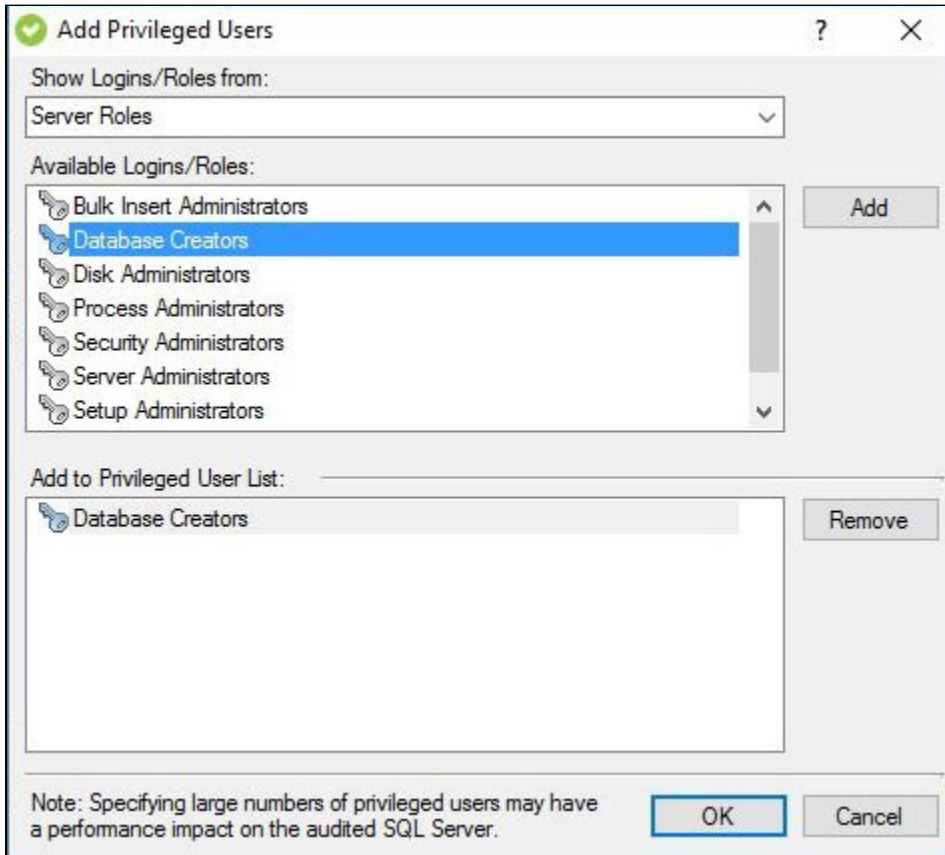 Add Privileged Users
?
Show Logins/Roles from:
Server Roles
Available Logins/Roles:
Bulk Insert Administrators
Database Creators
Disk Administrators
Process Administrators
Security Administrators
Server Administrators
Setup Administrators
Add
Add to Privileged User List:
Database Creators
Remove
Note: Specifying large numbers of privileged users may have
a performance impact on the audited SQL Server.
OK
Cancel